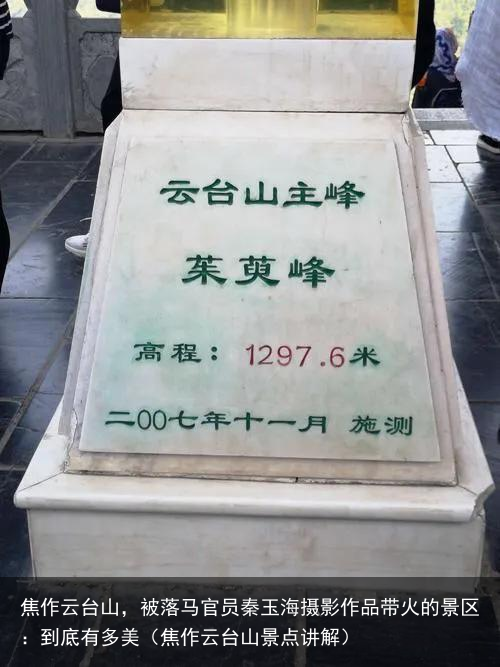 云台山主峰
茱萸峰
高程：1297.6米
二00七年十一月 施测
焦作云台山，被落马官员秦玉海摄影作品带火的景区
：到底有多美（焦作云台山景点讲解）